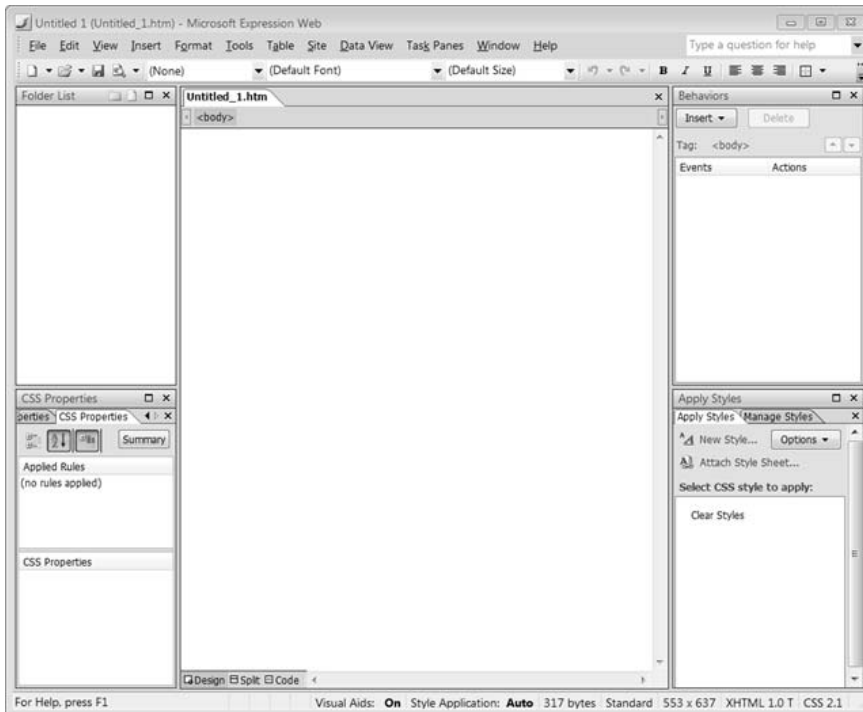 Untitled 1 (Untitled_1.htm) - Microsoft Expression Web
File Edit View Insert Format Tools Table Site Data View Task Panes Window Help Type a question for help
(None) (Default Font) (Default Size) B I U
Folder List
Untitled_1.htm
<body>
Behaviors
Insert Delete
Tag: <body>
Events Actions
CSS Properties
perties CSS Properties
Summary
Applied Rules
(no rules applied)
CSS Properties
Apply Styles
Apply Styles Manage Styles
New Style... Options
Attach Style Sheet...
Select CSS style to apply:
Clear Styles
Design Split Code
For Help, press F1 Visual Aids: On Style Application: Auto 317 bytes Standard 553 x 637 XHTML 1.0 T CSS 2.1